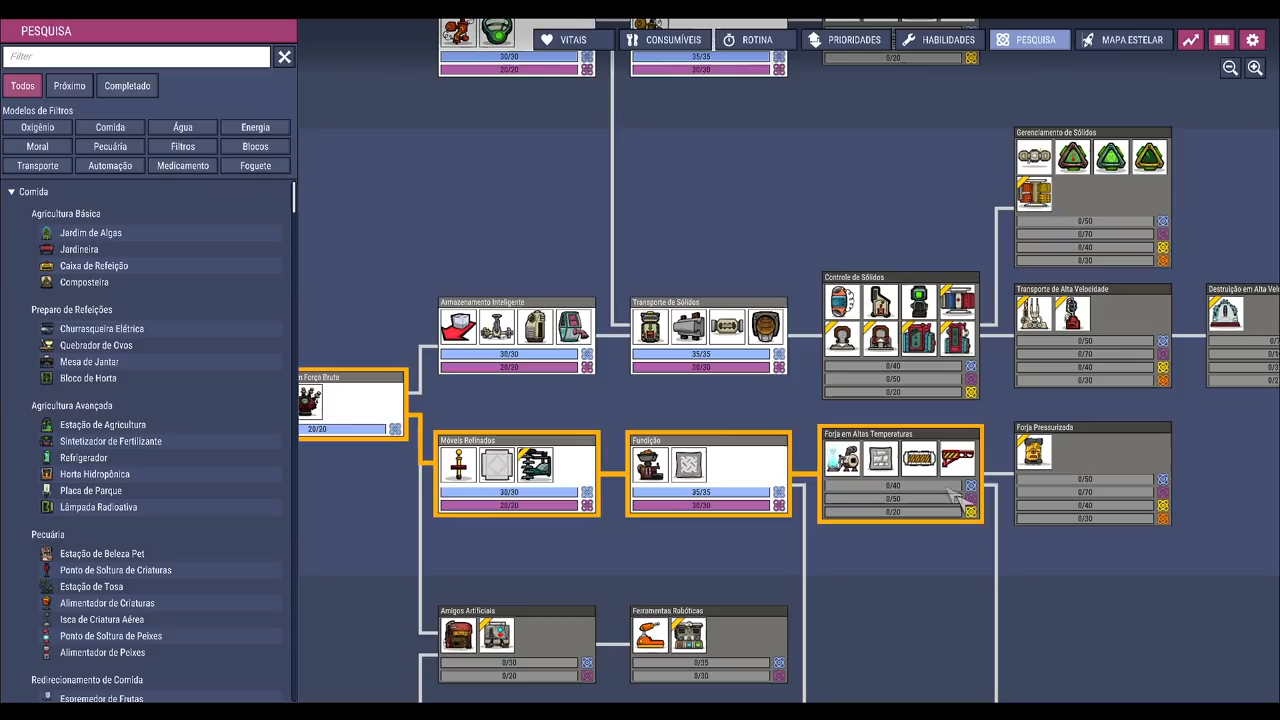 PESQUISA
Filter
Todos
Próximo
Completado
Modelos de Filtros
Oxigênio
Comida
Água
Energia
Moral
Pecuária
Filtros
Blocos
Transporte
Automação
Medicamento
Foguete
Comida
Agricultura Básica
Jardim de Algas
Jardineira
Caixa de Refeição
Composteira
Preparo de Refeições
Churrasqueira Elétrica
Quebrador de Ovos
Mesa de Jantar
Bloco de Horta
Agricultura Avançada
Estação de Agricultura
Sintetizador de Fertilizante
Refrigerador
Horta Hidropônica
Placa de Parque
Lâmpada Radioativa
Pecuária
Estação de Beleza Pet
Ponto de Soltura de Criaturas
Estação de Tosa
Alimentador de Criaturas
Isca de Criatura Aérea
Ponto de Soltura de Peixes
Alimentador de Peixes
Redirecionamento de Comida
Espremedor de Frutas
VITAIS
CONSUMÍVEIS
ROTINA
PRIORIDADES
HABILIDADES
PESQUISA
MAPA ESTELAR
30/30
20/20
35/35
30/30
0/20
Gerenciamento de Sólidos
0/50
0/70
0/40
0/30
Armazenamento Inteligente
30/30
20/20
Transporte de Sólidos
35/35
30/30
Controle de Sólidos
0/40
0/50
0/20
Transporte de Alta Velocidade
0/50
0/70
0/40
0/30
Destruição em Alta Vel
m Força Bruta
20/20
Móveis Refinados
30/30
20/20
Fundição
35/35
30/30
Forja em Altas Temperaturas
0/40
0/50
0/20
Forja Pressurizada
0/50
0/70
0/40
0/30
Amigos Artificiais
0/30
0/20
Ferramentas Robóticas
0/35
0/30